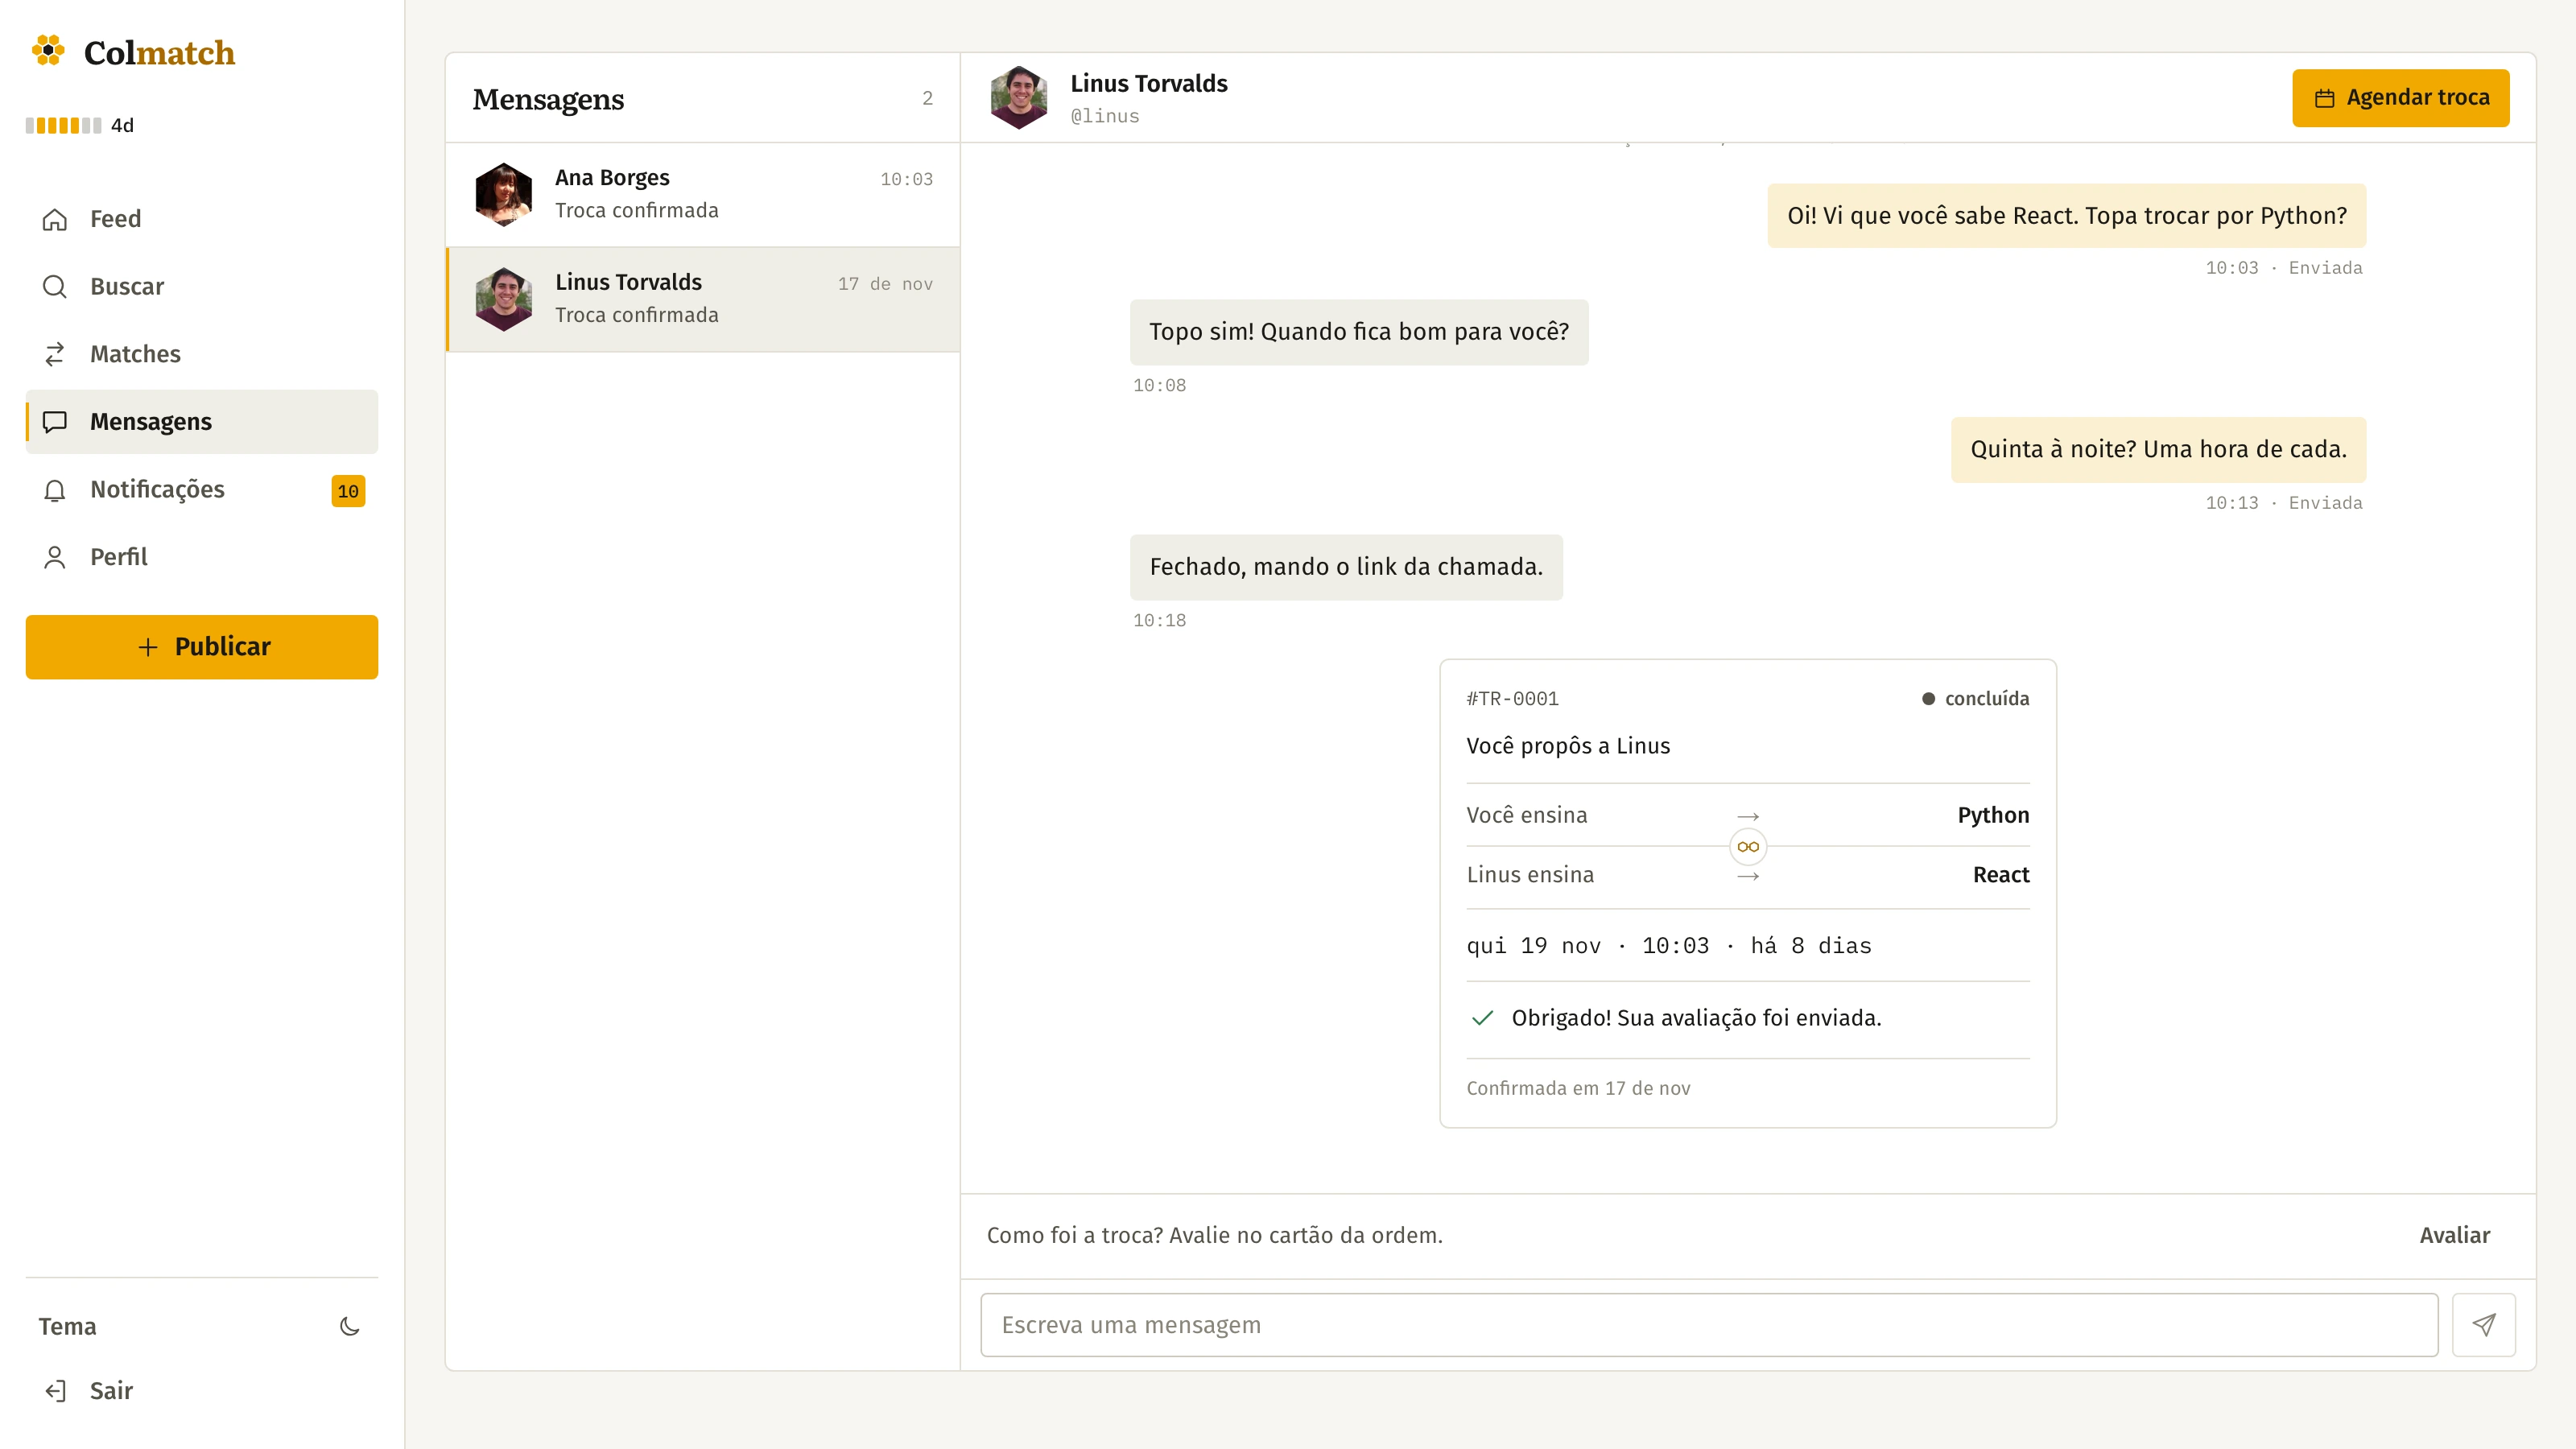 Colmatch
4d
Feed
Buscar
Matches
Mensagens
Notificações
10
Perfil
Publicar
Tema
Sair
Mensagens
2
Ana Borges
10:03
Troca confirmada
Linus Torvalds
17 de nov
Troca confirmada
Linus Torvalds
@linus
Agendar troca
Oi! Vi que você sabe React. Topa trocar por Python?
10:03 · Enviada
Topo sim! Quando fica bom para você?
10:08
Quinta à noite? Uma hora de cada.
10:13 · Enviada
Fechado, mando o link da chamada.
10:18
#TR-0001
concluída
Você propôs a Linus
Você ensina → Python
Linus ensina → React
qui 19 nov · 10:03 · há 8 dias
Obrigado! Sua avaliação foi enviada.
Confirmada em 17 de nov
Como foi a troca? Avalie no cartão da ordem.
Avaliar
Escreva uma mensagem